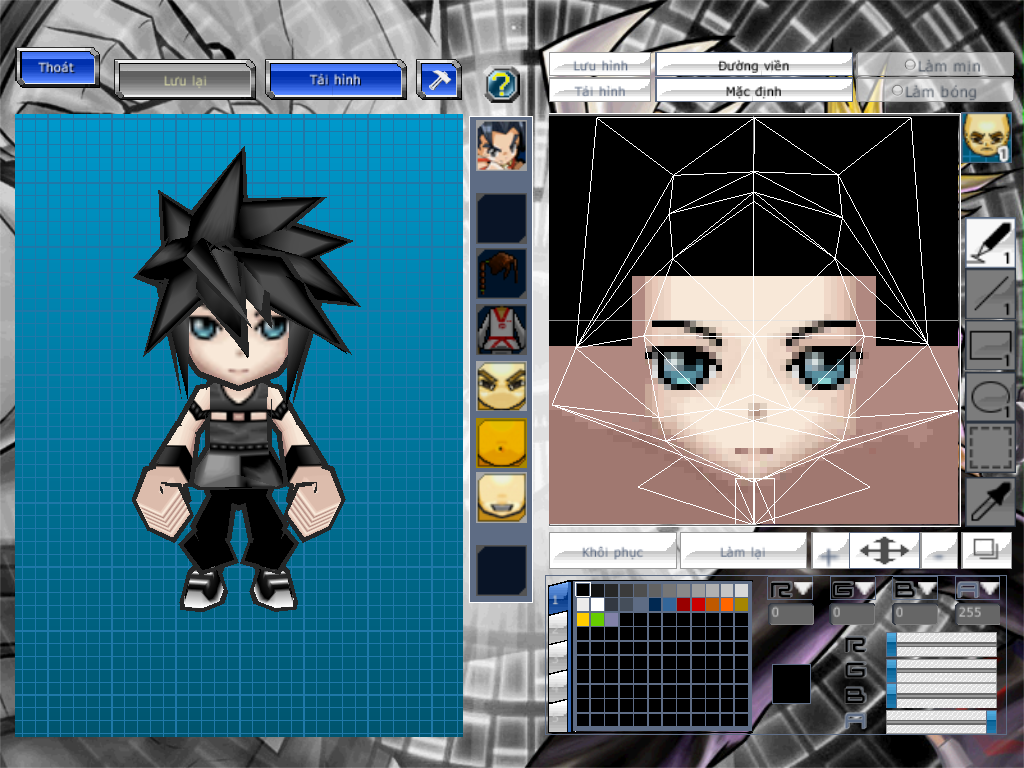 Thoát
Lưu lại
Tải hình
?
Lưu hình
Đường viền
Làm mịn
Tải hình
Mặc định
Làm bóng
1
1
1
1
1
Khôi phục
Làm lại
1
R
G
B
A
0
0
0
255
R
G
B
A